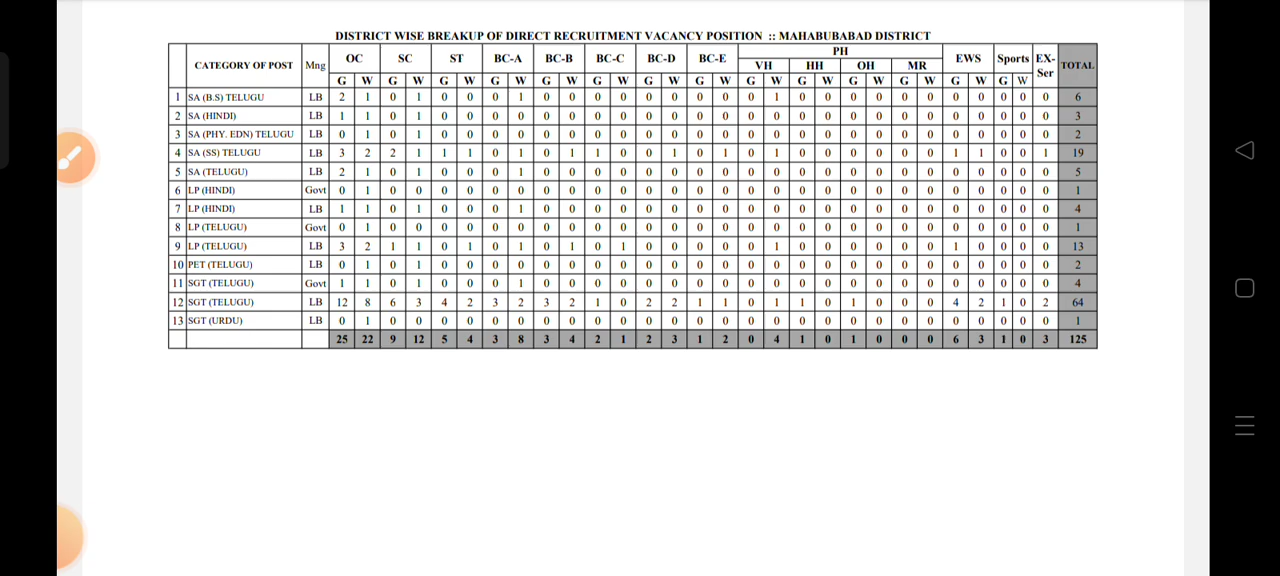 DISTRICT WISE BREAKUP OF DIRECT RECRUITMENT VACANCY POSITION :: MAHABUBABAD DISTRICT
CATEGORY OF POST Mng OC SC ST BC-A BC-B BC-C BC-D BC-E PH EWS Sports EX-Ser TOTAL
VH HH OH MR
G W G W G W G W G W G W G W G W G W G W G W G W G W G W
1 SA (B.S) TELUGU LB 2 1 0 1 0 0 0 1 0 0 0 0 0 0 0 0 0 1 0 0 0 0 0 0 0 0 0 0 0 6
2 SA (HINDI) LB 1 1 0 1 0 0 0 0 0 0 0 0 0 0 0 0 0 0 0 0 0 0 0 0 0 0 0 0 0 3
3 SA (PHY. EDN) TELUGU LB 0 1 0 1 0 0 0 0 0 0 0 0 0 0 0 0 0 0 0 0 0 0 0 0 0 0 0 0 0 2
4 SA (SS) TELUGU LB 3 2 2 1 1 1 0 1 0 1 1 0 0 1 0 1 0 1 0 0 0 0 0 0 1 1 0 0 1 19
5 SA (TELUGU) LB 2 1 0 1 0 0 0 1 0 0 0 0 0 0 0 0 0 0 0 0 0 0 0 0 0 0 0 0 0 5
6 LP (HINDI) Govt 0 1 0 0 0 0 0 0 0 0 0 0 0 0 0 0 0 0 0 0 0 0 0 0 0 0 0 0 0 1
7 LP (HINDI) LB 1 1 0 1 0 0 0 1 0 0 0 0 0 0 0 0 0 0 0 0 0 0 0 0 0 0 0 0 0 4
8 LP (TELUGU) Govt 0 1 0 0 0 0 0 0 0 0 0 0 0 0 0 0 0 0 0 0 0 0 0 0 0 0 0 0 0 1
9 LP (TELUGU) LB 3 2 1 1 0 1 0 1 0 1 0 1 0 0 0 0 0 1 0 0 0 0 0 0 1 0 0 0 0 13
10 PET (TELUGU) LB 0 1 0 1 0 0 0 0 0 0 0 0 0 0 0 0 0 0 0 0 0 0 0 0 0 0 0 0 0 2
11 SGT (TELUGU) Govt 1 1 0 1 0 0 0 1 0 0 0 0 0 0 0 0 0 0 0 0 0 0 0 0 0 0 0 0 0 4
12 SGT (TELUGU) LB 12 8 6 3 4 2 3 2 3 2 1 0 2 2 1 1 0 1 1 0 1 0 0 0 4 2 1 0 2 64
13 SGT (URDU) LB 0 1 0 0 0 0 0 0 0 0 0 0 0 0 0 0 0 0 0 0 0 0 0 0 0 0 0 0 0 1
25 22 9 12 5 4 3 8 3 4 2 1 2 3 1 2 0 4 1 0 1 0 0 0 6 3 1 0 3 125